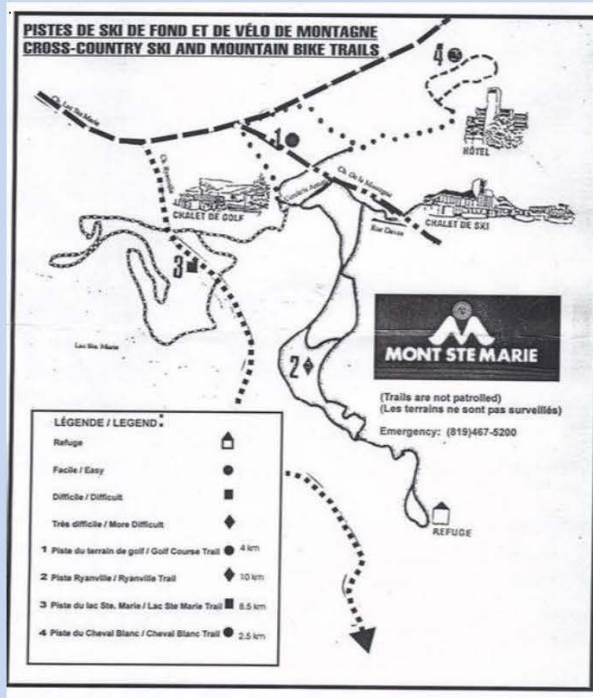 PISTES DE SKI DE FOND ET DE VÉLO DE MONTAGNE
CROSS-COUNTRY SKI AND MOUNTAIN BIKE TRAILS
4
Ch. Lac Ste Marie
1
HÔTEL
Ch. De la Montagne
CHALET DE GOLF
CHALET DE SKI
3
Lac Ste. Marie
2
MONT STE MARIE
(Trails are not patrolled)
(Les terrains ne sont pas surveillés)
Emergency: (819)467-5200
REFUGE
LÉGENDE / LEGEND :
Refuge
Facile / Easy
Difficile / Difficult
Très difficile / More Difficult
1 Piste du terrain de golf / Golf Course Trail 4 km
2 Piste Ryanville / Ryanville Trail 10 km
3 Piste du lac Ste. Marie / Lac Ste Marie Trail 8.5 km
4 Piste du Cheval Blanc / Cheval Blanc Trail 2.5 km